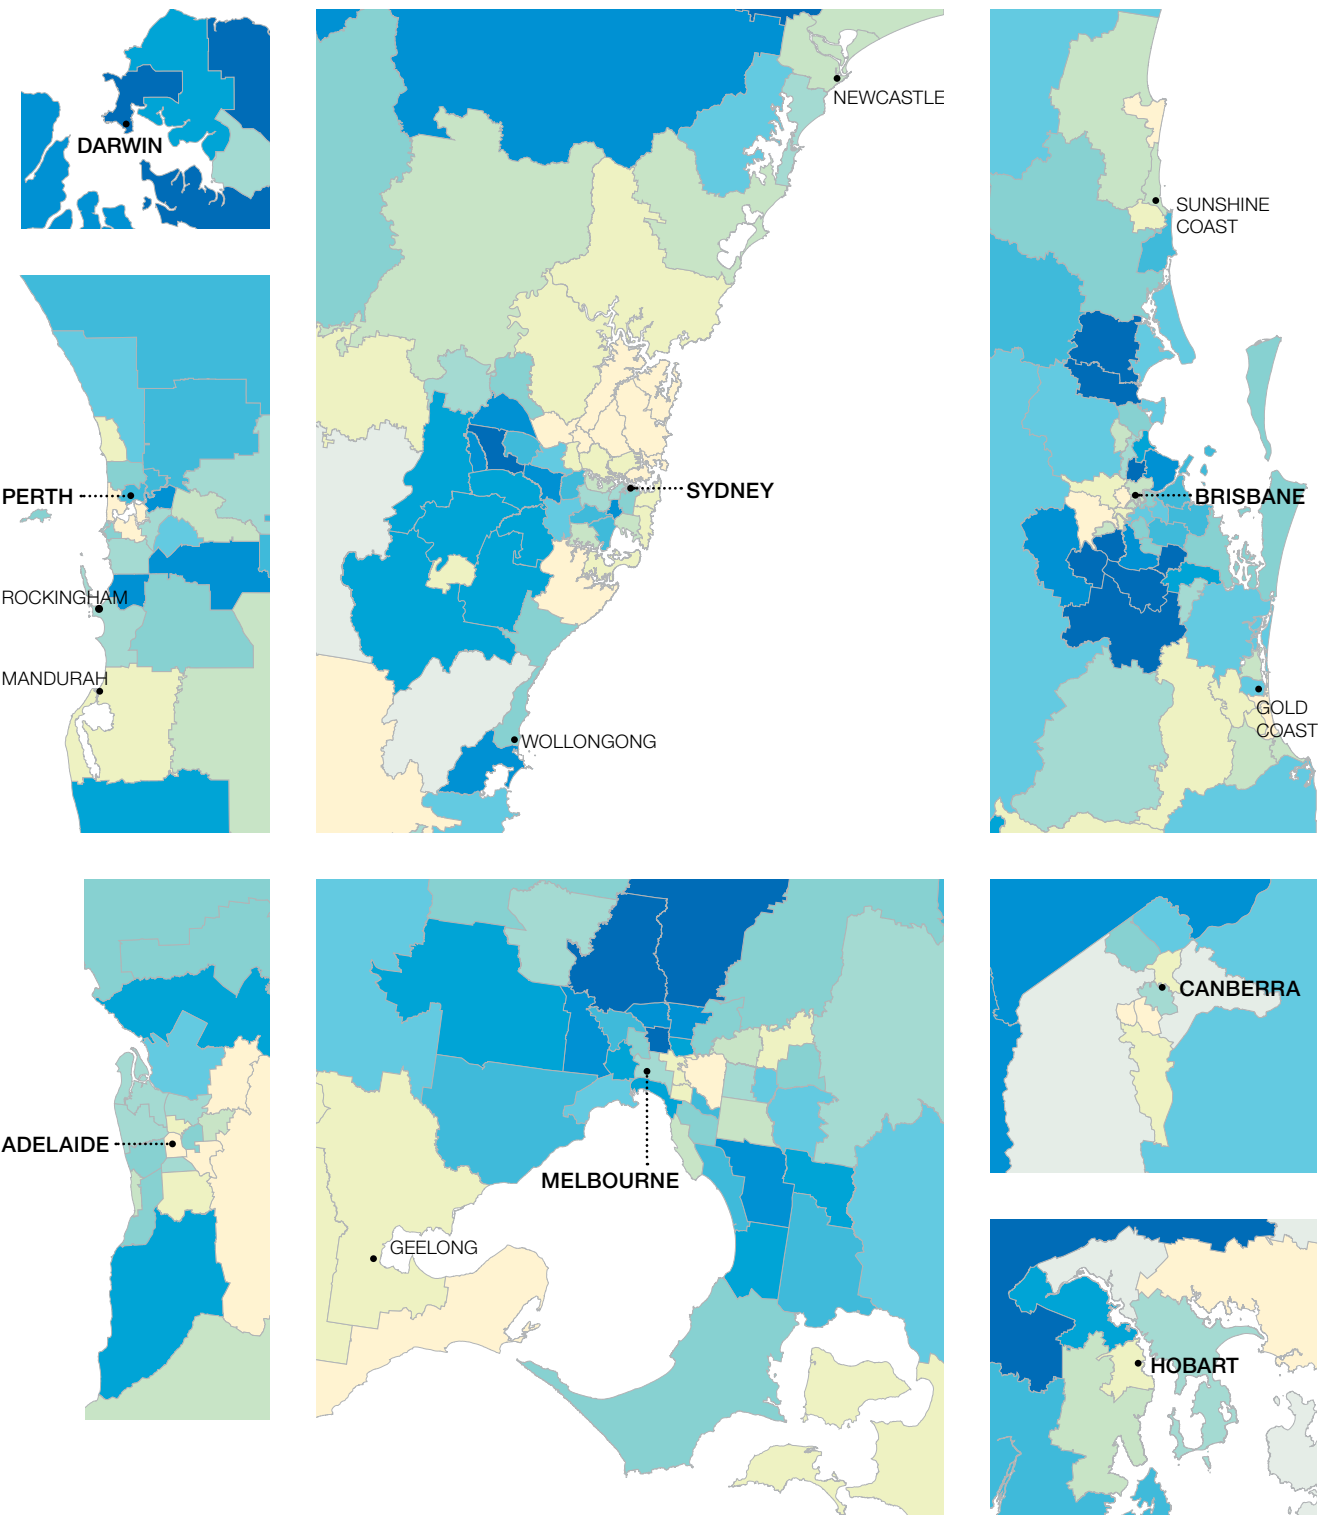 DARWIN
NEWCASTLE
SUNSHINE
COAST
PERTH
SYDNEY
BRISBANE
ROCKINGHAM
MANDURAH
WOLLONGONG
GOLD
COAST
ADELAIDE
MELBOURNE
GEELONG
CANBERRA
HOBART